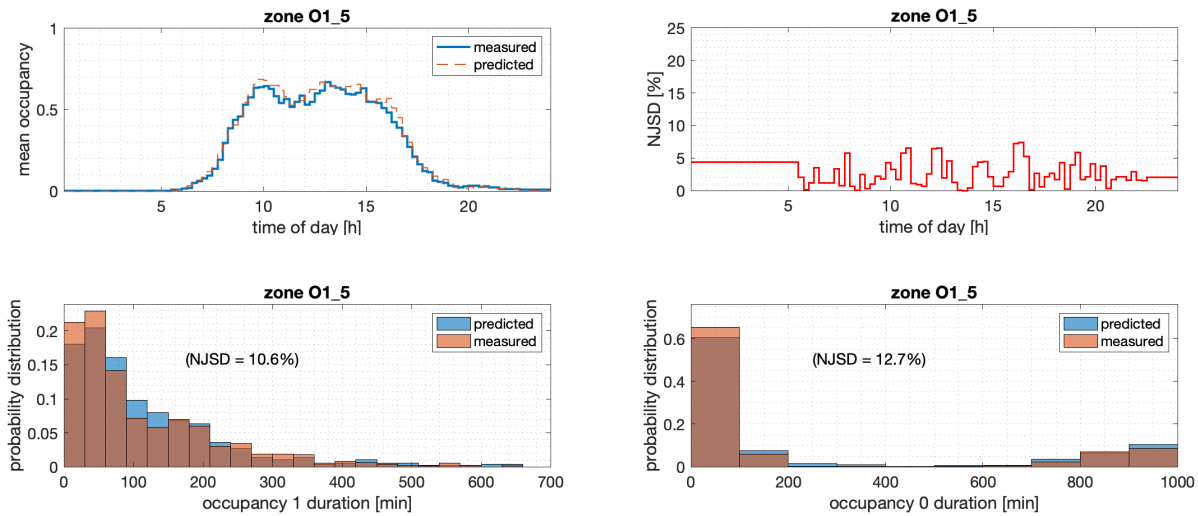 zone O1_5
1
0.5
0
mean occupancy
measured
predicted
5
10
15
20
time of day [h]
zone O1_5
25
20
15
10
5
0
NJSD [%]
5
10
15
20
time of day [h]
zone O1_5
0.2
0.15
0.1
0.05
0
probability distribution
predicted
measured
(NJSD = 10.6%)
0
100
200
300
400
500
600
700
occupancy 1 duration [min]
zone O1_5
0.6
0.4
0.2
0
probability distribution
predicted
measured
(NJSD = 12.7%)
0
200
400
600
800
1000
occupancy 0 duration [min]